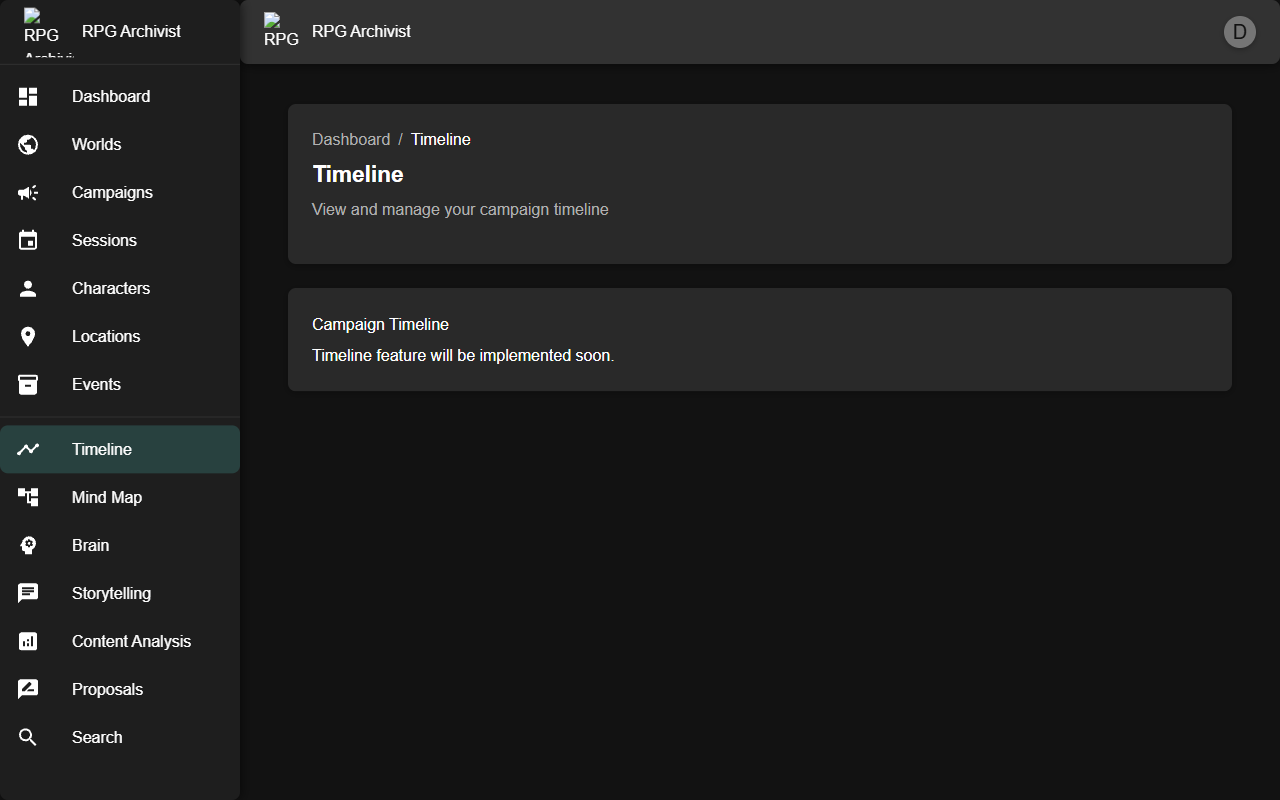 RPG
Archivist
RPG Archivist
RPG
RPG Archivist
D
Dashboard
Worlds
Campaigns
Sessions
Characters
Locations
Events
Timeline
Mind Map
Brain
Storytelling
Content Analysis
Proposals
Search
Dashboard / Timeline
Timeline
View and manage your campaign timeline
Campaign Timeline
Timeline feature will be implemented soon.